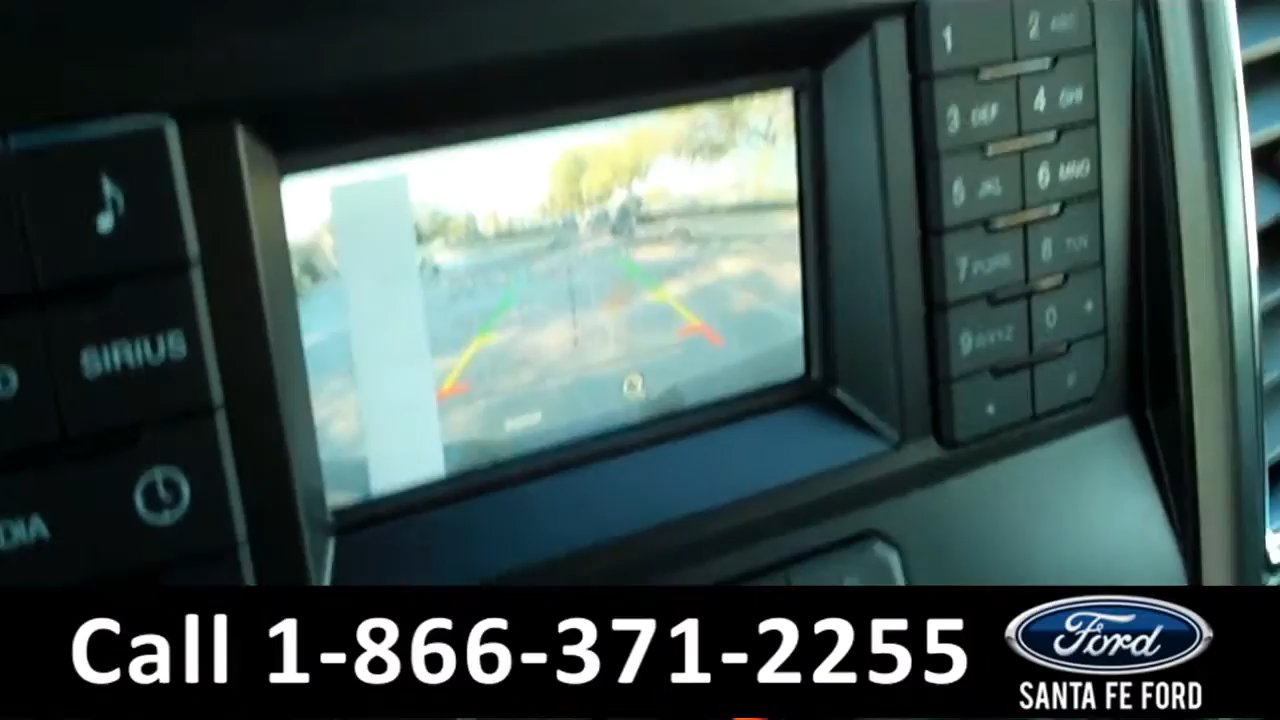 1
2 ABC
3 DEF
4 GHI
5 JKL
6 MNO
7 PQRS
8 TUV
9 WXYZ
0
SIRIUS
DIA
Call 1-866-371-2255
Ford
SANTA FE FORD